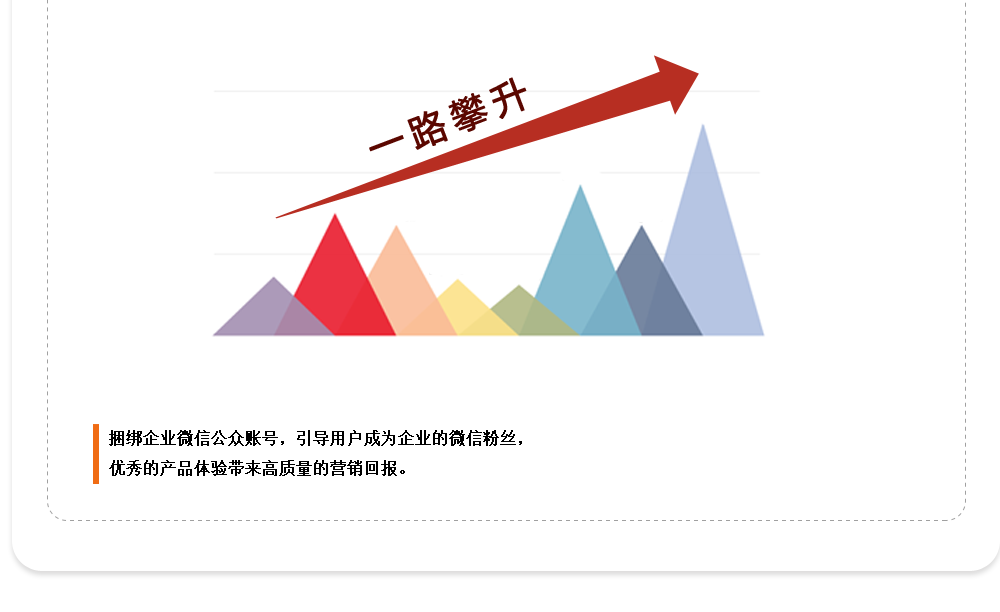 一路攀升
捆绑企业微信公众账号，引导用户成为企业的微信粉丝，
优秀的产品体验带来高质量的营销回报。